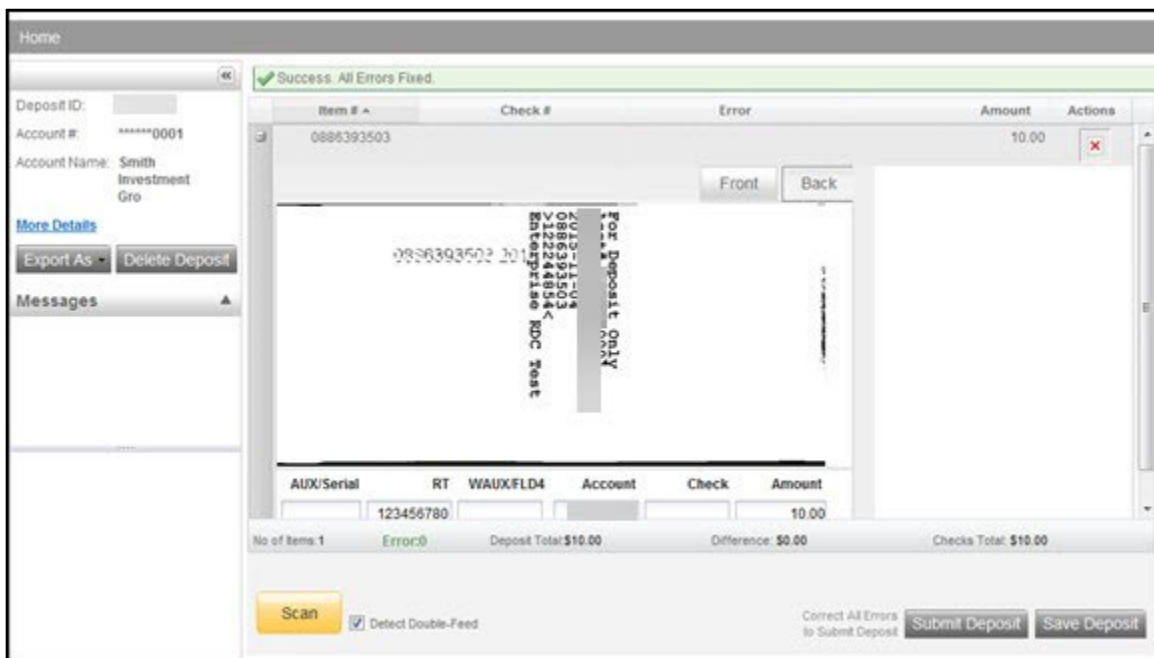 Home
Success. All Errors Fixed.
Deposit ID:
Account #: ******0001
Account Name: Smith
Investment
Gro
More Details
Export As Delete Deposit
Messages
Item # Check # Error Amount Actions
0886393503 10.00
Front Back
For Deposit Only
2015-11-04
0886393503
>122244854<
Enterprise RDC Test
AUX/Serial RT WAUX/FLD4 Account Check Amount
123456780 10.00
No of Items:1 Error:0 Deposit Total:$10.00 Difference: $0.00 Checks Total: $10.00
Scan
Detect Double-Feed
Correct All Errors
to Submit Deposit
Submit Deposit Save Deposit